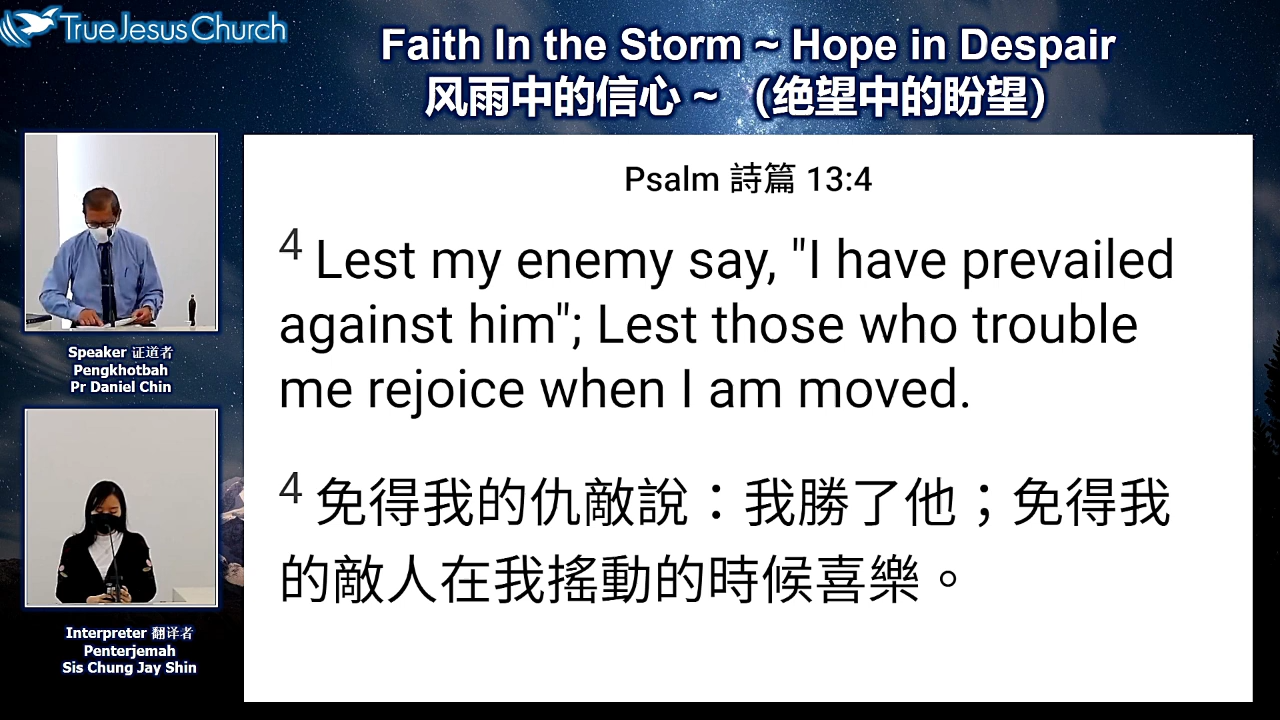 True Jesus Church
Faith In the Storm ~ Hope in Despair
风雨中的信心 ~ （绝望中的盼望）
Speaker 证道者
Pengkhotbah
Pr Daniel Chin
Interpreter 翻译者
Penterjemah
Sis Chung Jay Shin
Psalm 詩篇 13:4
4 Lest my enemy say, "I have prevailed
against him"; Lest those who trouble
me rejoice when I am moved.
4 免得我的仇敵說：我勝了他；免得我
的敵人在我搖動的時候喜樂。